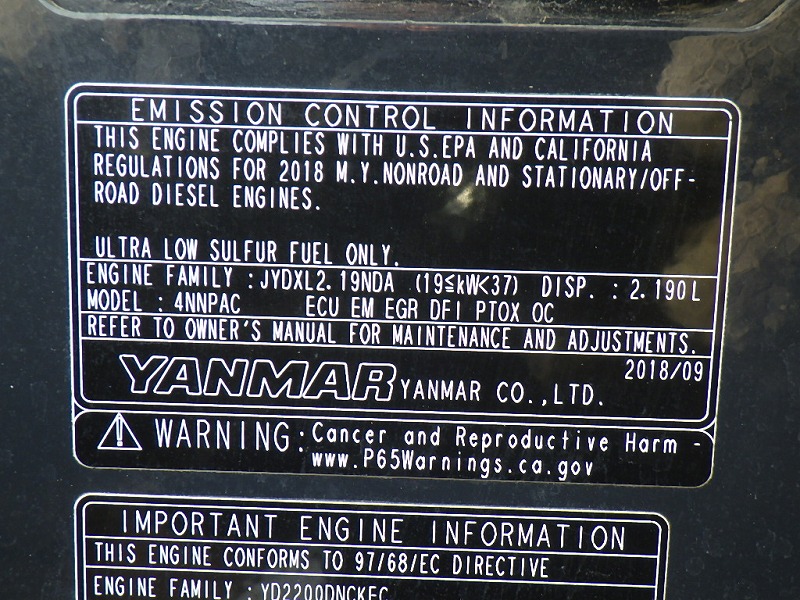 EMISSION CONTROL INFORMATION
THIS ENGINE COMPLIES WITH U.S.EPA AND CALIFORNIA
REGULATIONS FOR 2018 M.Y.NONROAD AND STATIONARY/OFF-
ROAD DIESEL ENGINES.
ULTRA LOW SULFUR FUEL ONLY.
ENGINE FAMILY :JYDXL2.19NDA (19≦kW<37) DISP. :2.190L
MODEL : 4NNPAC ECU EM EGR DFI PTOX OC
REFER TO OWNER'S MANUAL FOR MAINTENANCE AND ADJUSTMENTS.
2018/09
YANMAR YANMAR CO.,LTD.
WARNING: Cancer and Reproductive Harm -
www.P65Warnings.ca.gov
IMPORTANT ENGINE INFORMATION
THIS ENGINE CONFORMS TO 97/68/EC DIRECTIVE
ENGINE FAMILY : YD2200DNCKEC